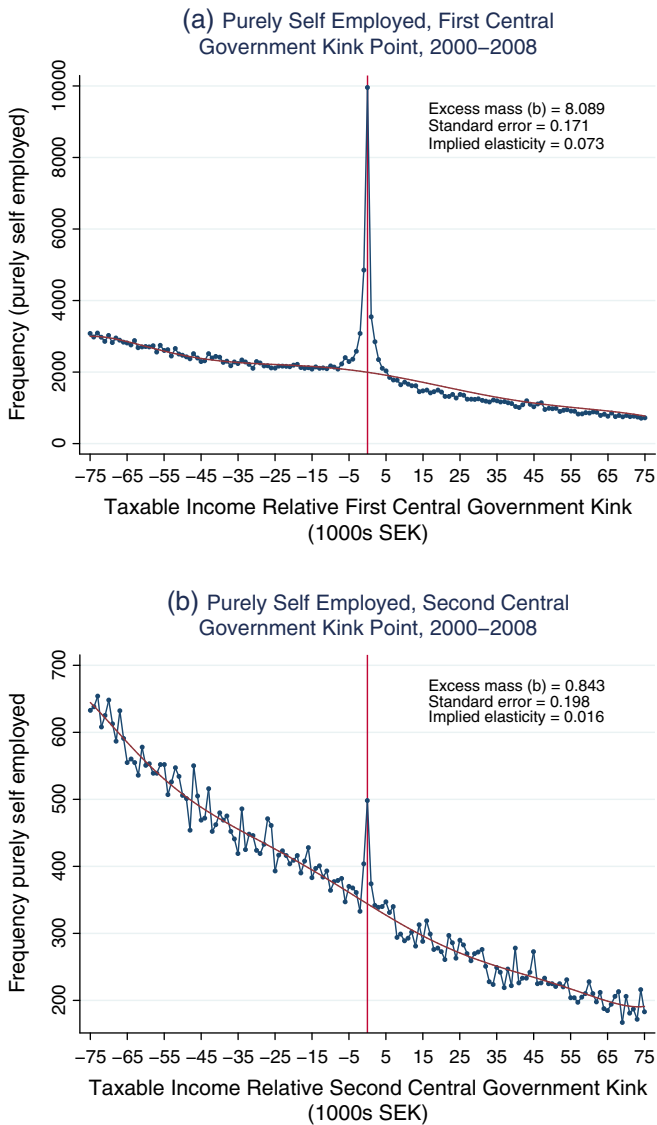 (a) Purely Self Employed, First Central
Government Kink Point, 2000–2008
Excess mass (b) = 8.089
Standard error = 0.171
Implied elasticity = 0.073
Frequency (purely self employed)
10000
8000
6000
4000
2000
0
−75 −65 −55 −45 −35 −25 −15 −5 5 15 25 35 45 55 65 75
Taxable Income Relative First Central Government Kink
(1000s SEK)
(b) Purely Self Employed, Second Central
Government Kink Point, 2000–2008
Excess mass (b) = 0.843
Standard error = 0.198
Implied elasticity = 0.016
Frequency purely self employed
700
600
500
400
300
200
−75 −65 −55 −45 −35 −25 −15 −5 5 15 25 35 45 55 65 75
Taxable Income Relative Second Central Government Kink
(1000s SEK)